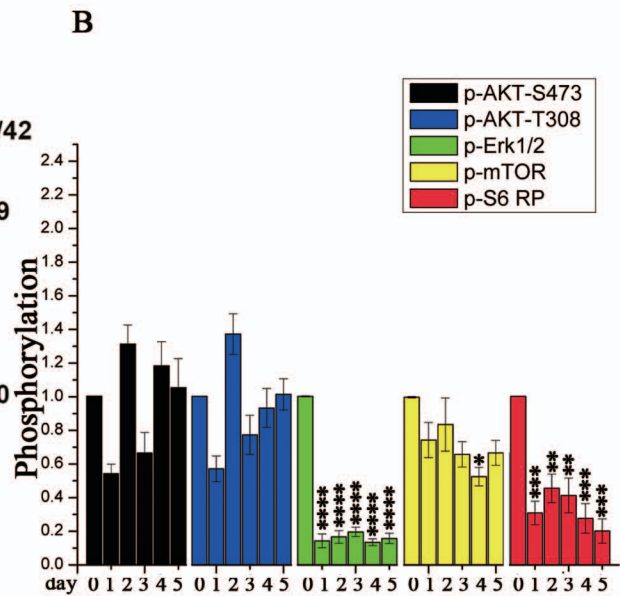 B
/42
9
0
p-AKT-S473
p-AKT-T308
p-Erk1/2
p-mTOR
p-S6 RP
Phosphorylation
2.4
2.2
2.0
1.8
1.6
1.4
1.2
1.0
0.8
0.6
0.4
0.2
0.0
**** **** **** **** ****
*
*** ** ** *** ***
day 0 1 2 3 4 5 0 1 2 3 4 5 0 1 2 3 4 5 0 1 2 3 4 5 0 1 2 3 4 5